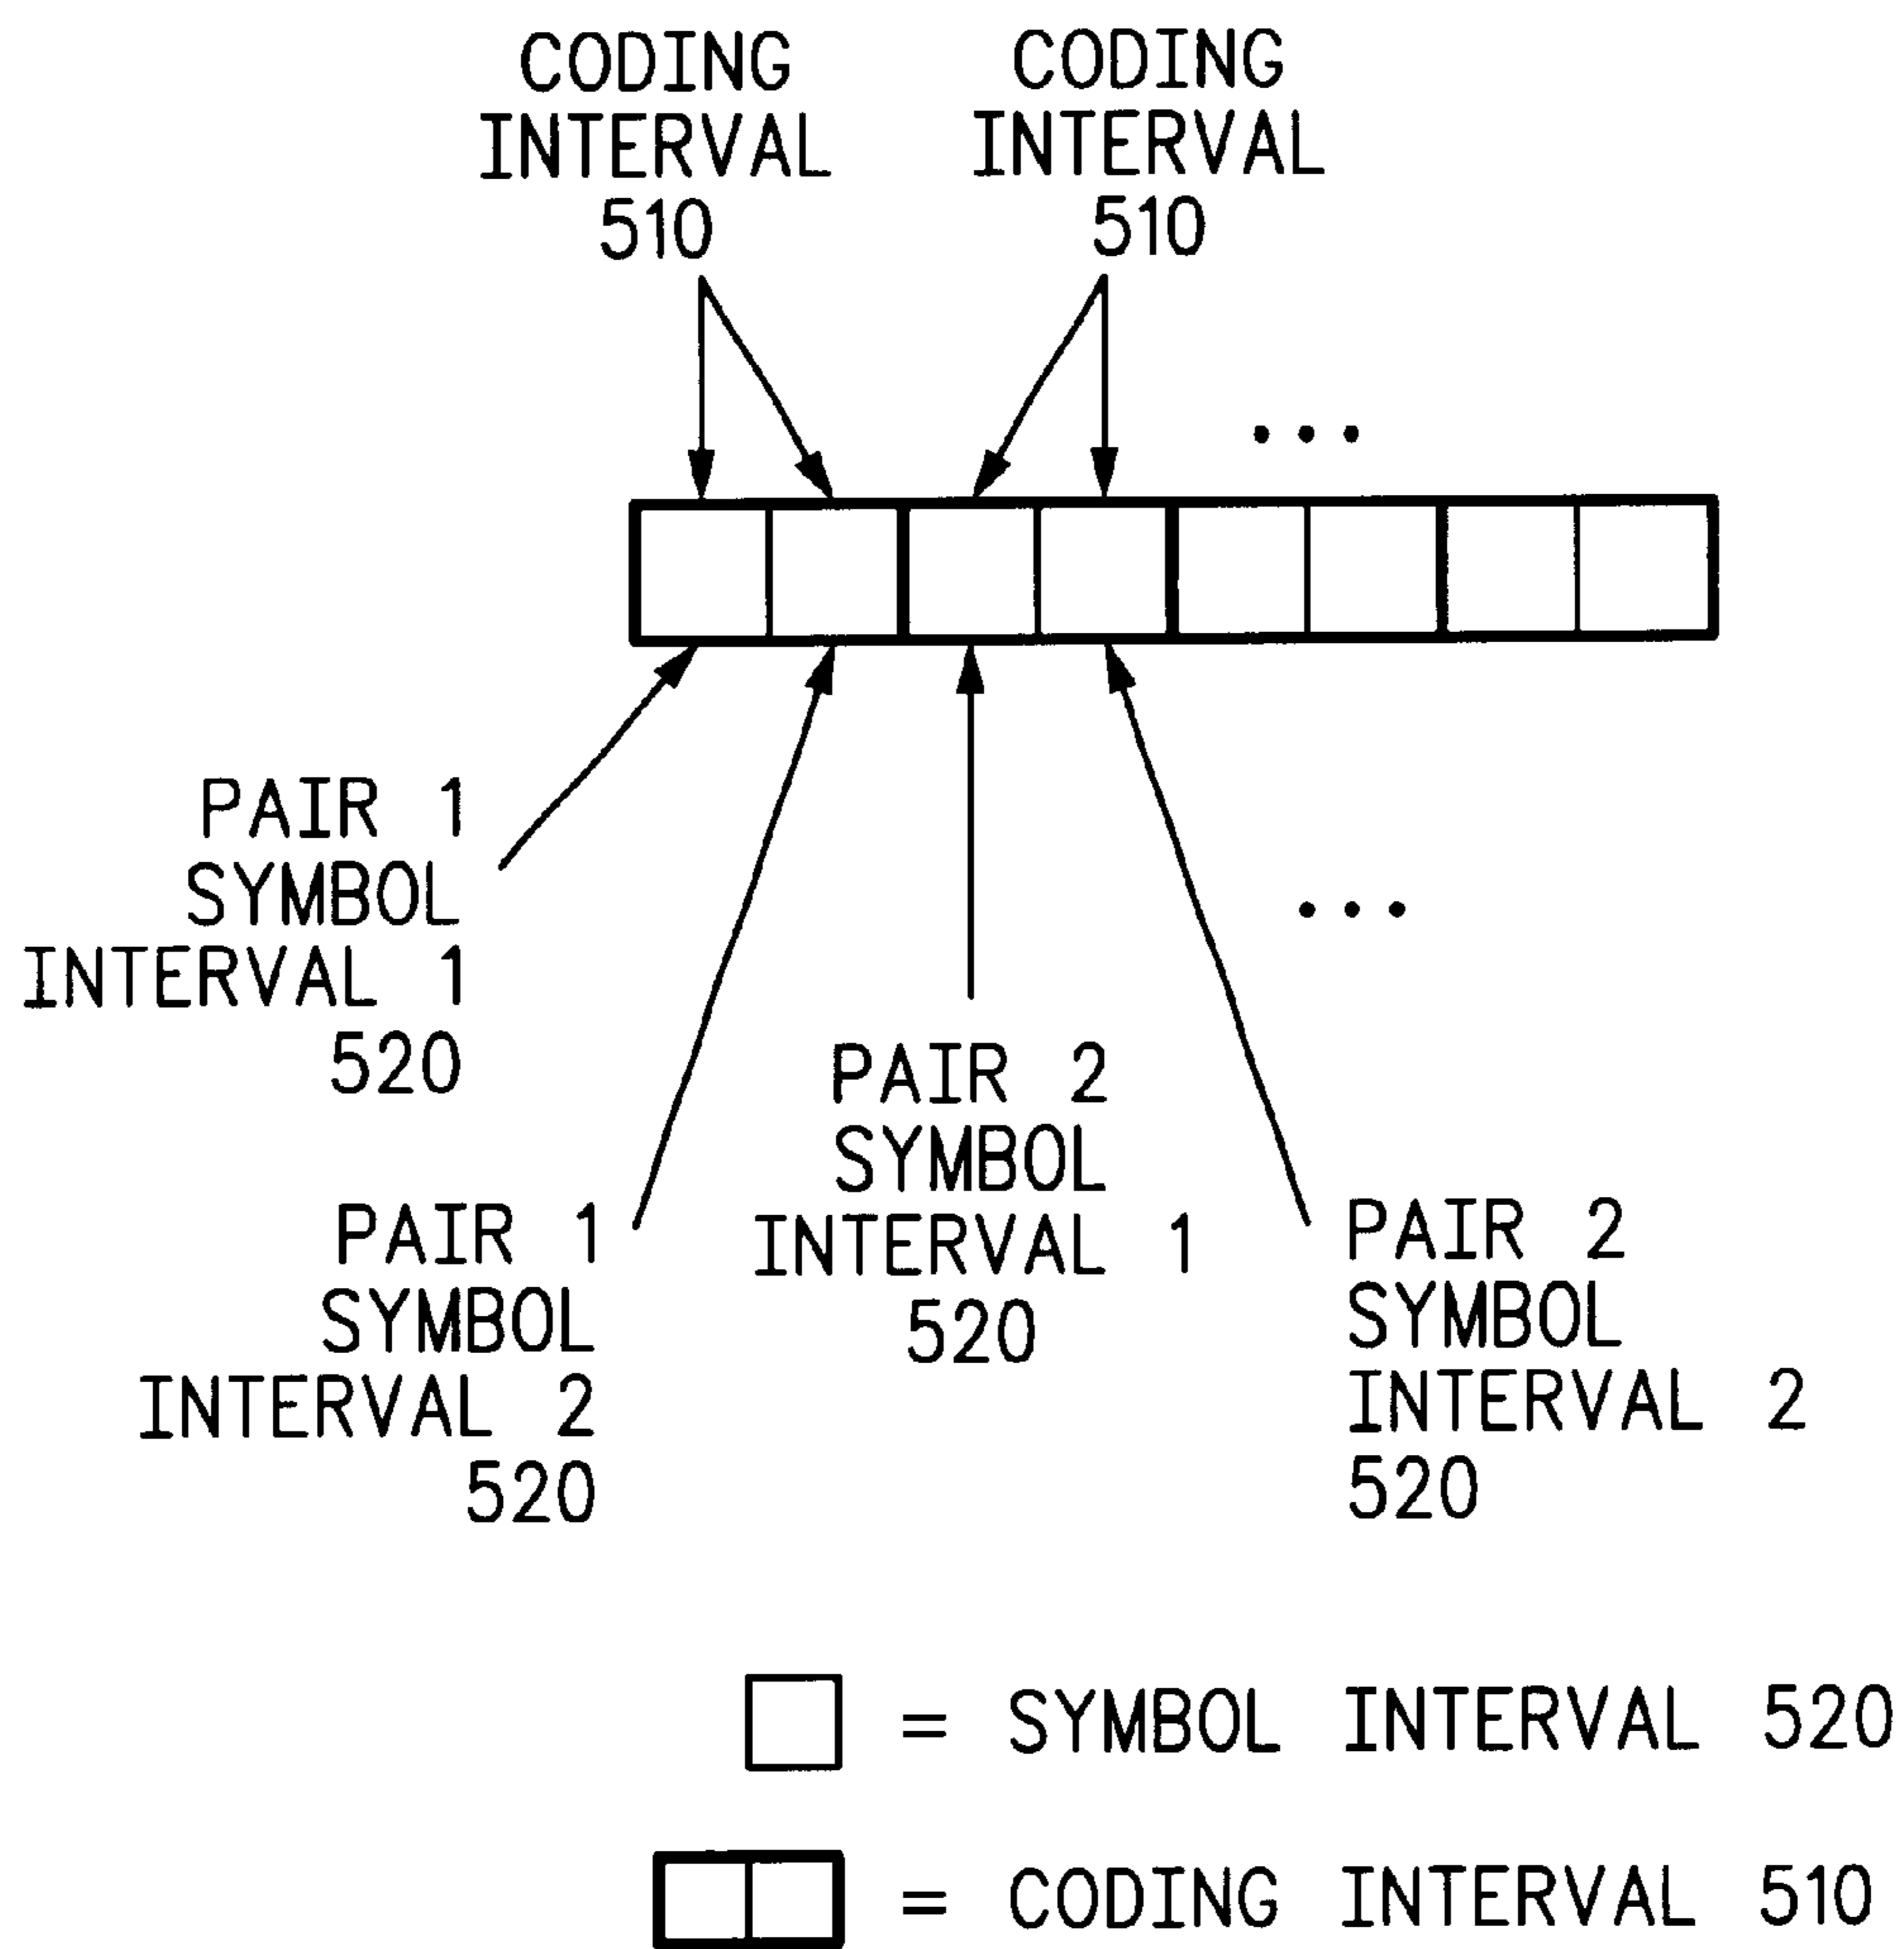 CODING
INTERVAL
510
CODING
INTERVAL
510
...
PAIR 1
SYMBOL
INTERVAL 1
520
...
PAIR 1
SYMBOL
INTERVAL 2
520
PAIR 2
SYMBOL
INTERVAL 1
520
PAIR 2
SYMBOL
INTERVAL 2
520
= SYMBOL INTERVAL 520
= CODING INTERVAL 510